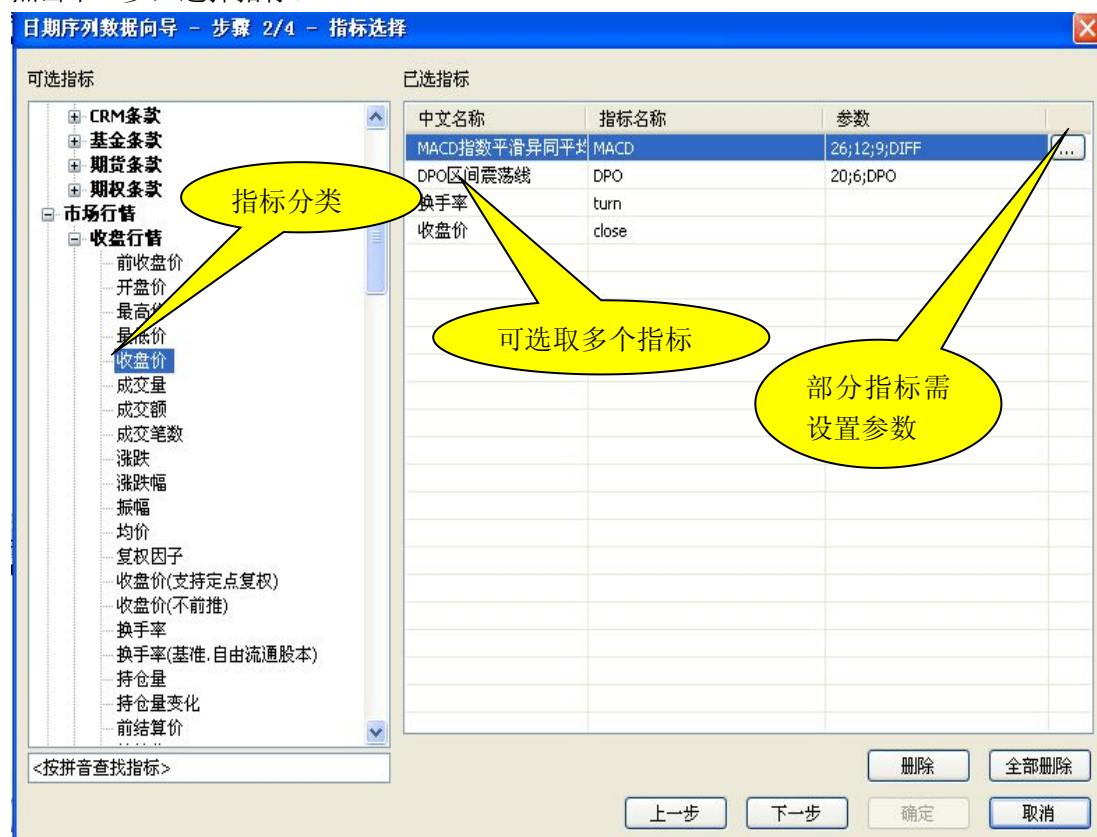 日期序列数据向导 - 步骤 2/4 - 指标选择
可选指标
已选指标
CRM条款
基金条款
期货条款
期权条款
市场行情
收盘行情
前收盘价
开盘价
最高价
最低价
收盘价
成交量
成交额
成交笔数
涨跌
涨跌幅
振幅
均价
复权因子
收盘价(支持定点复权)
收盘价(不前推)
换手率
换手率(基准.自由流通股本)
持仓量
持仓量变化
前结算价
<按拼音查找指标>
中文名称 指标名称 参数
MACD指数平滑异同平均 MACD 26;12;9;DIFF ...
DPO区间震荡线 DPO 20;6;DPO
换手率 turn
收盘价 close
指标分类
可选取多个指标
部分指标需
设置参数
删除 全部删除
上一步 下一步 确定 取消